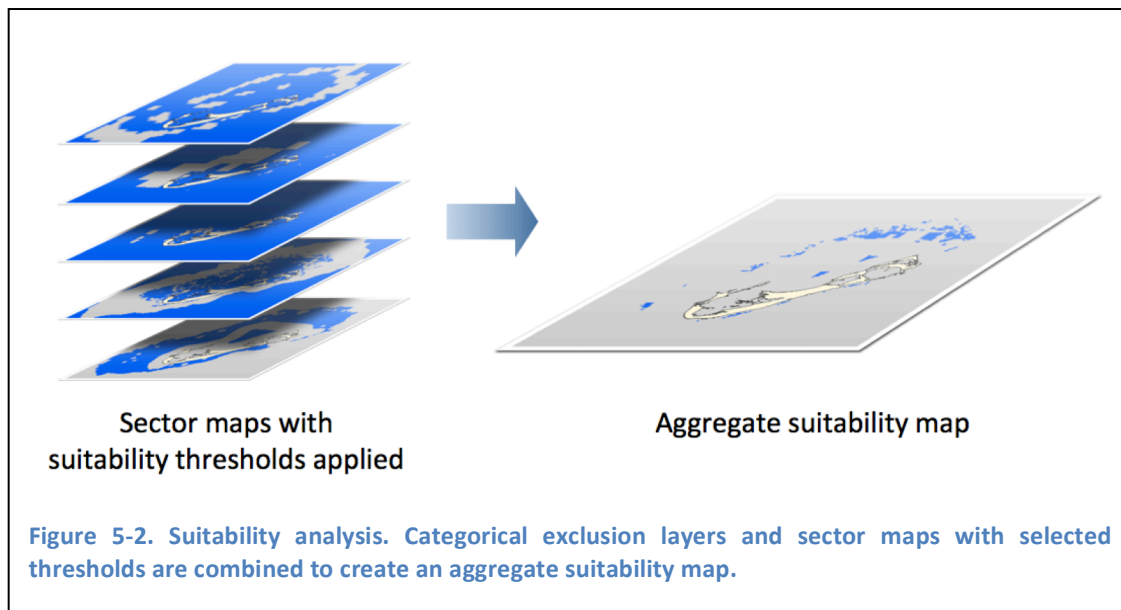 Sector maps with
suitability thresholds applied
Aggregate suitability map
Figure 5-2. Suitability analysis. Categorical exclusion layers and sector maps with selected
thresholds are combined to create an aggregate suitability map.